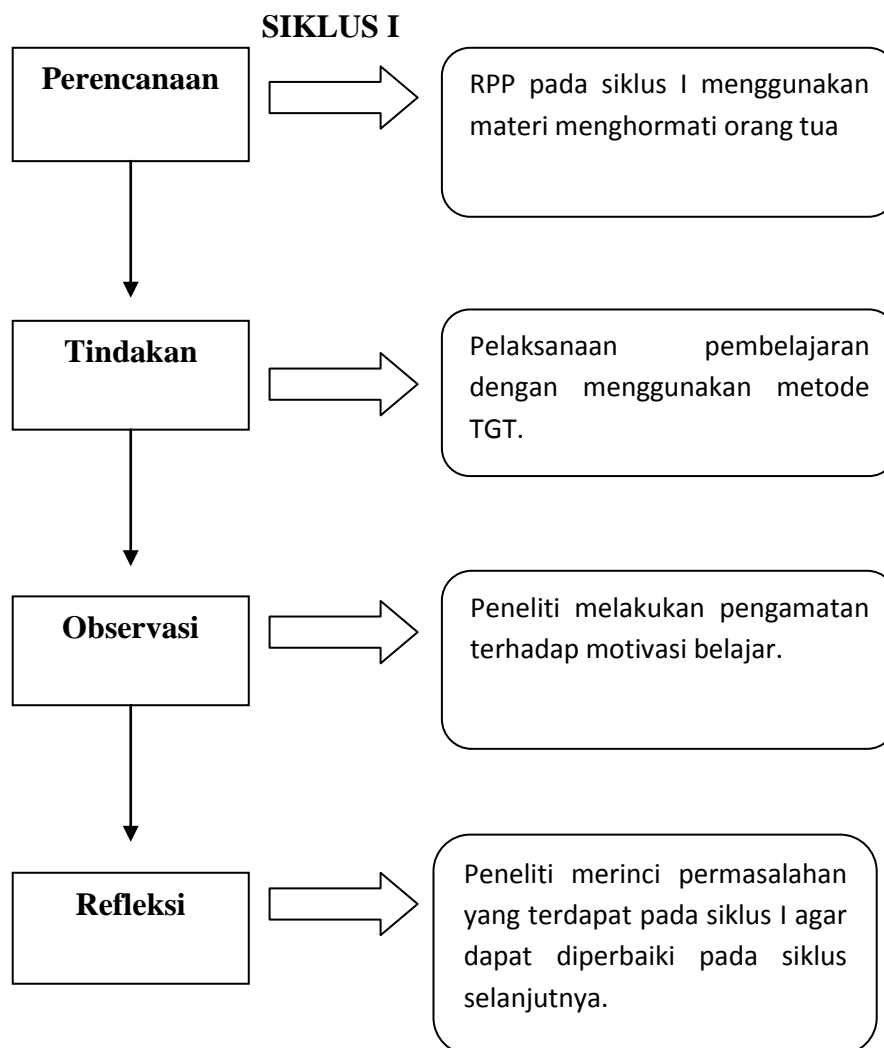 SIKLUS I
Perencanaan
RPP pada siklus I menggunakan
materi menghormati orang tua
Tindakan
Pelaksanaan pembelajaran
dengan menggunakan metode
TGT.
Observasi
Peneliti melakukan pengamatan
terhadap motivasi belajar.
Refleksi
Peneliti merinci permasalahan
yang terdapat pada siklus I agar
dapat diperbaiki pada siklus
selanjutnya.